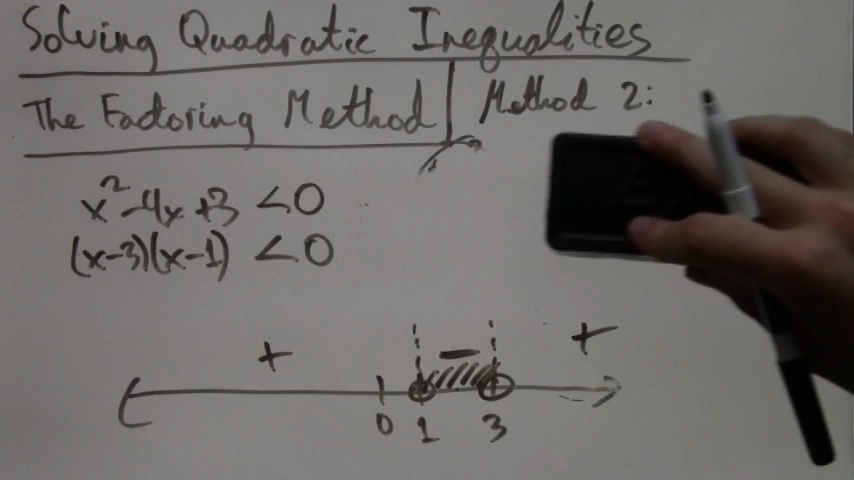 Solving Quadratic Inequalities
The Factoring Method
Method 2:
x²-4x+3 <0
(x-3)(x-1) <0
+ - +
0 1 3